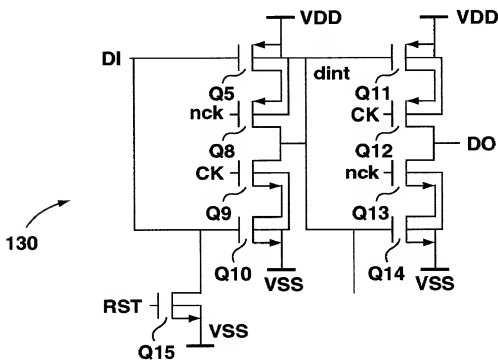 VDD VDD
DI
dint
Q5 Q11
nck CK
Q8 Q12
DO
CK nck
Q9 Q13
130
Q10 Q14
VSS VSS
RST
VSS
Q15